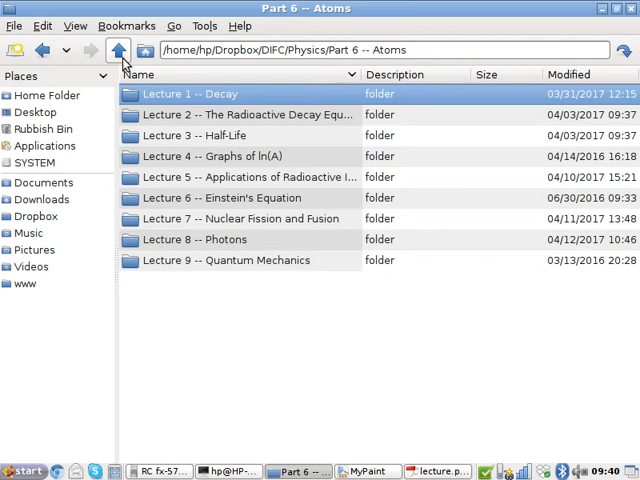 Part 6 -- Atoms
File Edit View Bookmarks Go Tools Help
/home/hp/Dropbox/DIFC/Physics/Part 6 -- Atoms
Places
Home Folder
Desktop
Rubbish Bin
Applications
SYSTEM
Documents
Downloads
Dropbox
Music
Pictures
Videos
www
Name Description Size Modified
Lecture 1 -- Decay folder 03/31/2017 12:15
Lecture 2 -- The Radioactive Decay Equ... folder 04/03/2017 09:37
Lecture 3 -- Half-Life folder 04/03/2017 09:37
Lecture 4 -- Graphs of ln(A) folder 04/14/2016 16:18
Lecture 5 -- Applications of Radioactive I... folder 04/10/2017 15:21
Lecture 6 -- Einstein's Equation folder 06/30/2016 09:33
Lecture 7 -- Nuclear Fission and Fusion folder 04/11/2017 13:48
Lecture 8 -- Photons folder 04/12/2017 10:46
Lecture 9 -- Quantum Mechanics folder 03/13/2016 20:28
start RC fx-57... hp@HP-... Part 6 -- ... MyPaint lecture.p... 09:40